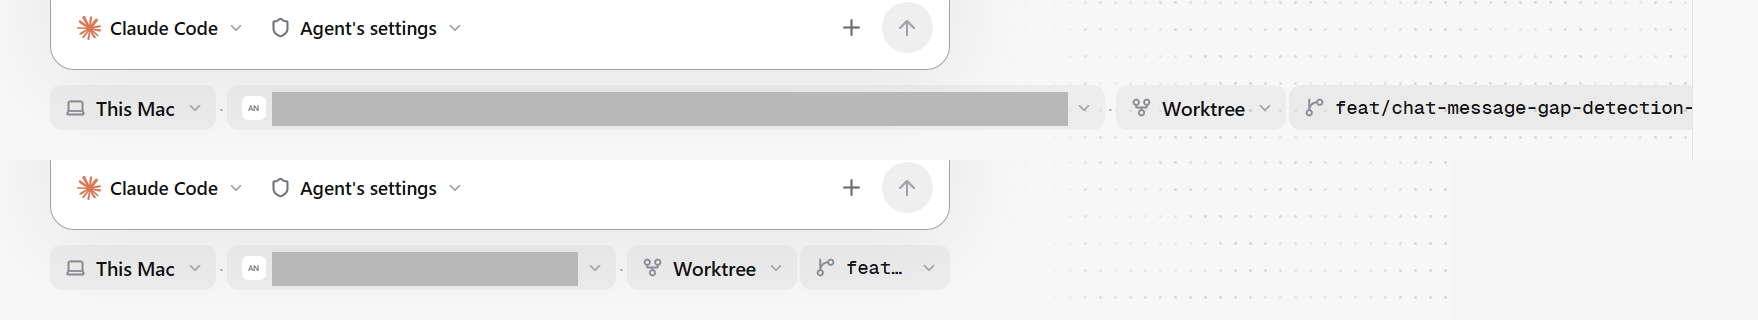 Claude Code Agent's settings
This Mac · AN · Worktree feat/chat-message-gap-detection-
Claude Code Agent's settings
This Mac · AN · Worktree feat...